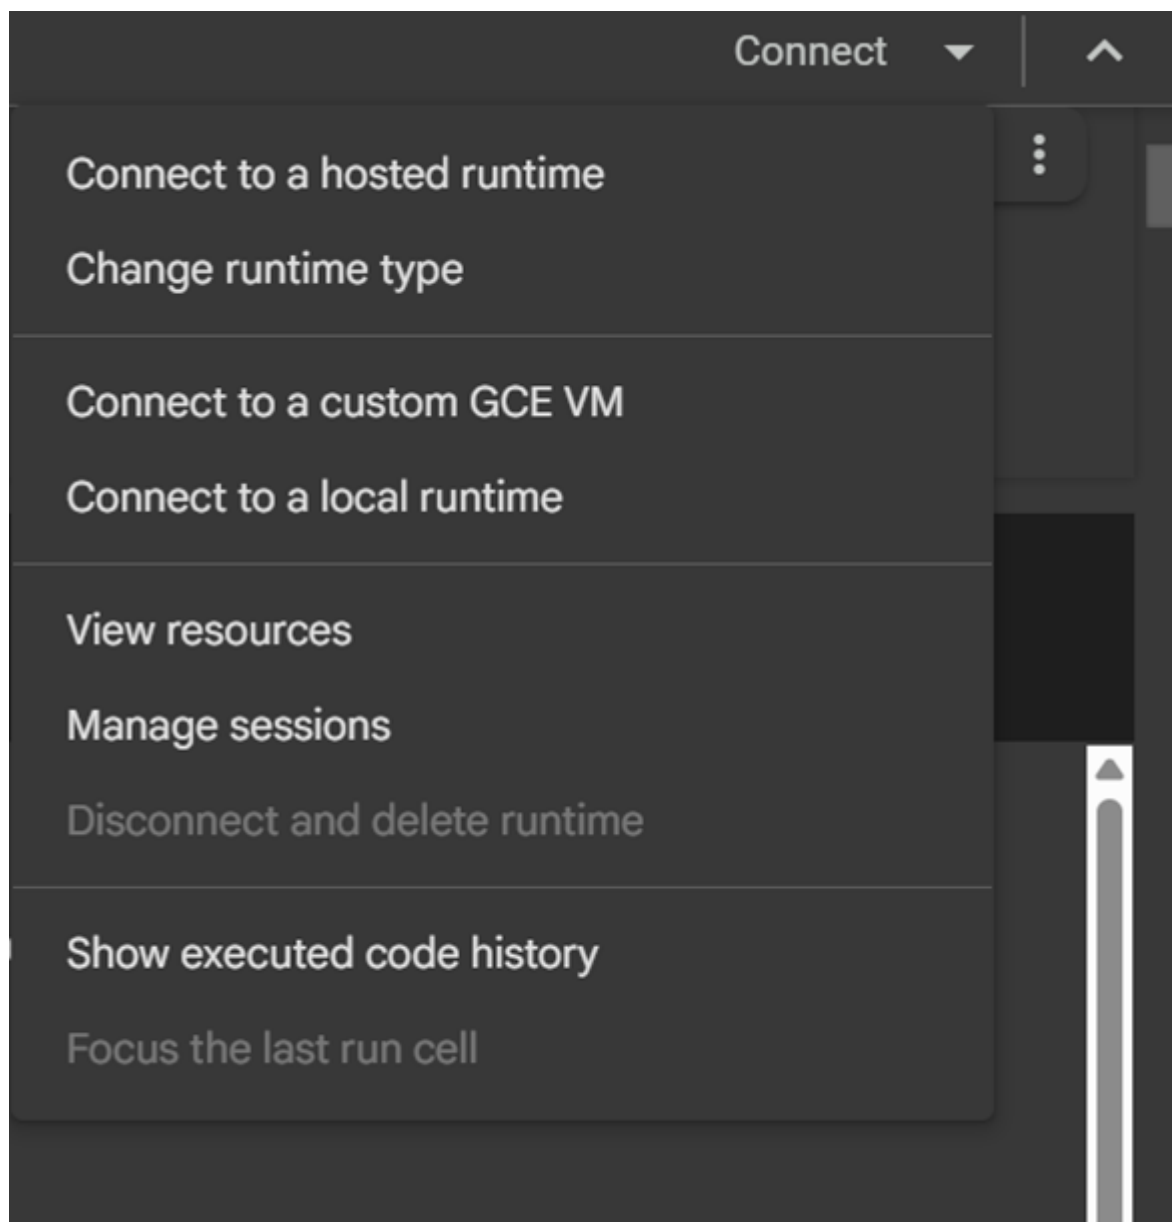 Connect
Connect to a hosted runtime
Change runtime type
Connect to a custom GCE VM
Connect to a local runtime
View resources
Manage sessions
Disconnect and delete runtime
Show executed code history
Focus the last run cell